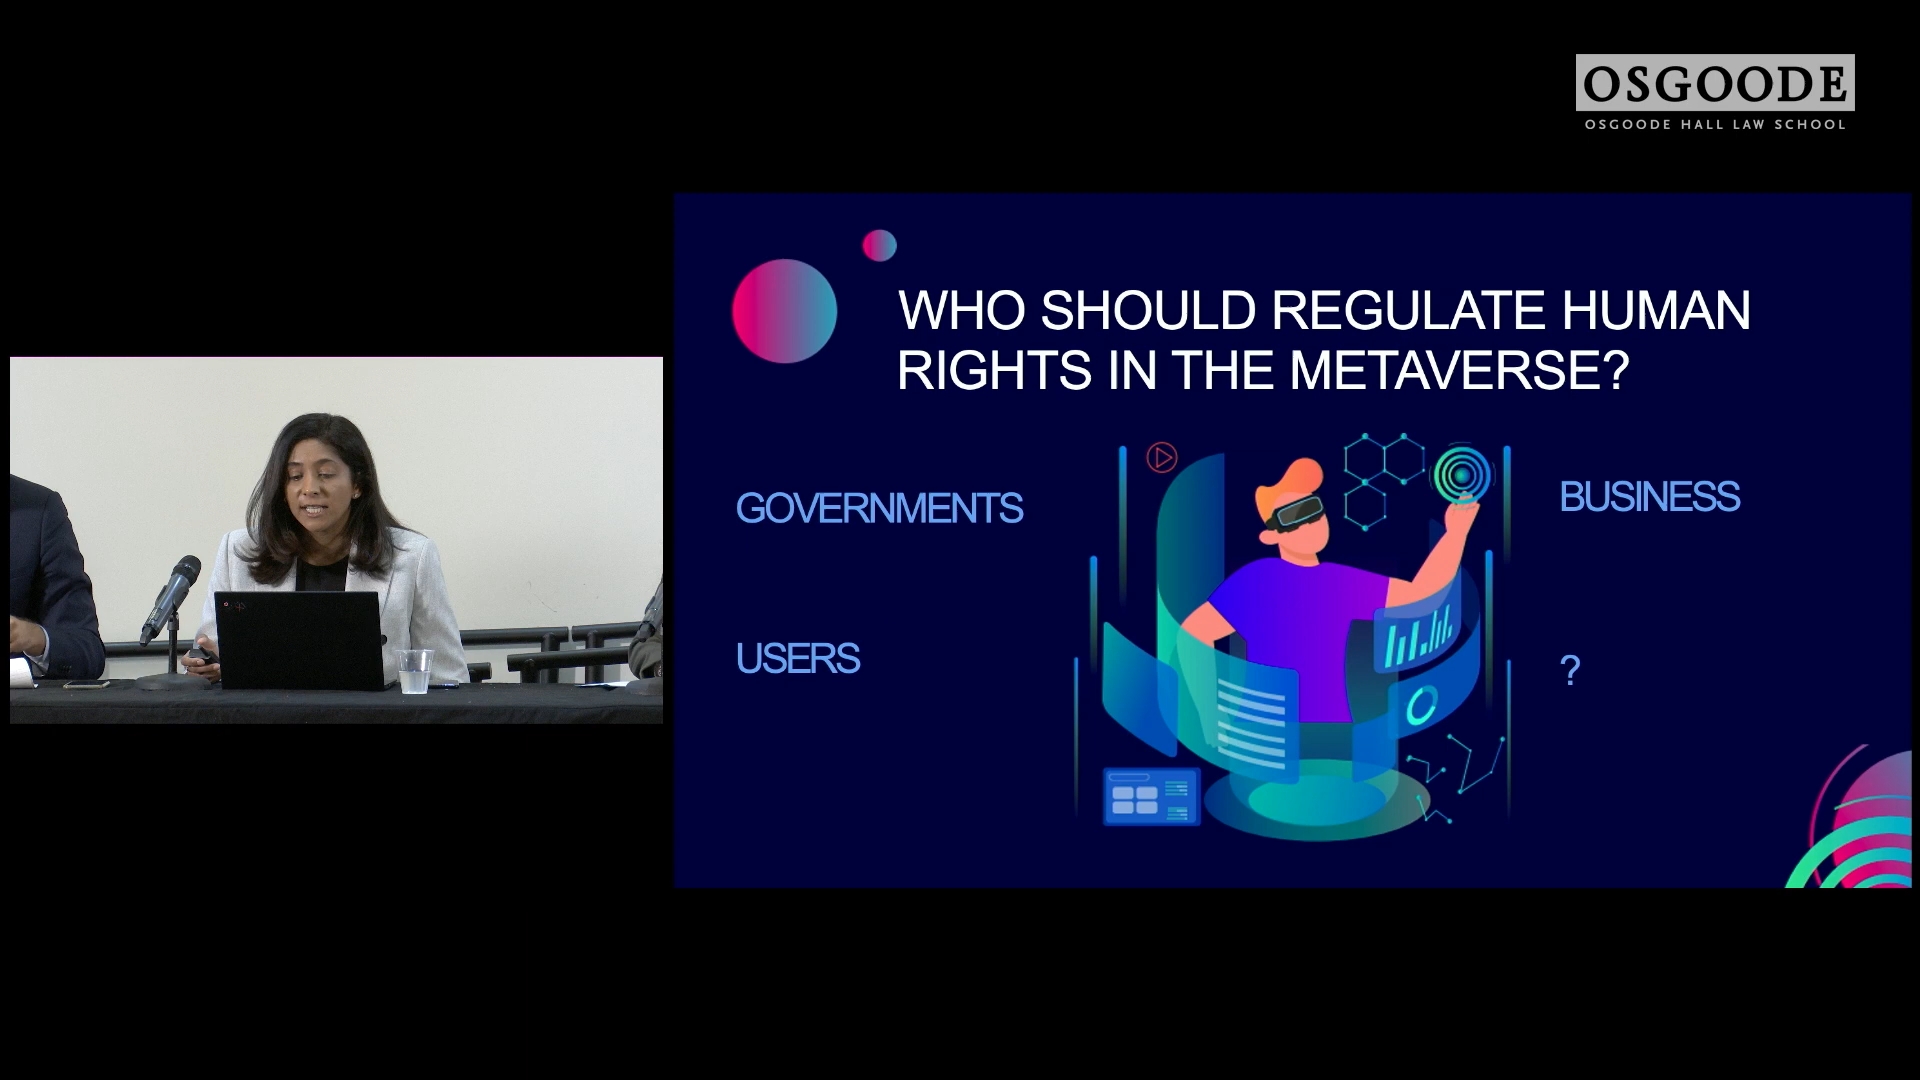 OSGOODE
OSGOODE HALL LAW SCHOOL
WHO SHOULD REGULATE HUMAN
RIGHTS IN THE METAVERSE?
GOVERNMENTS
BUSINESS
USERS
?